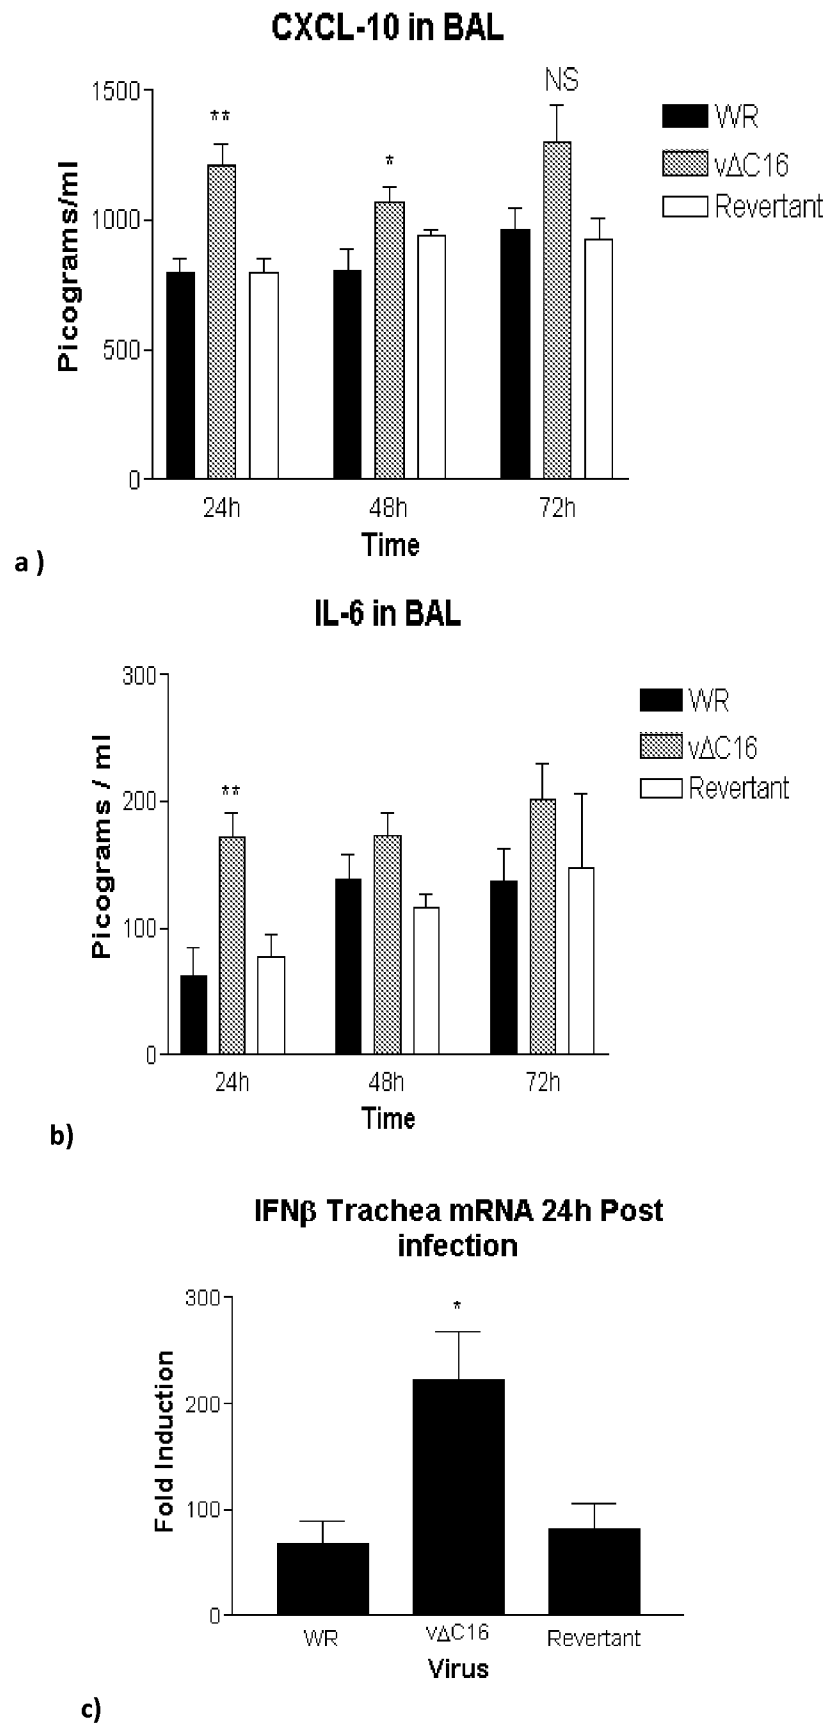 CXCL-10 in BAL
NS
1500
**
*
1000
500
0
Picograms/ml
WR
vΔC16
Revertant
24h 48h 72h
Time
a )
IL-6 in BAL
300
200
100
0
**
Picograms / ml
WR
vΔC16
Revertant
24h 48h 72h
Time
b)
IFNβ Trachea mRNA 24h Post
infection
300
200
100
0
*
Fold Induction
WR vΔC16 Revertant
Virus
c)